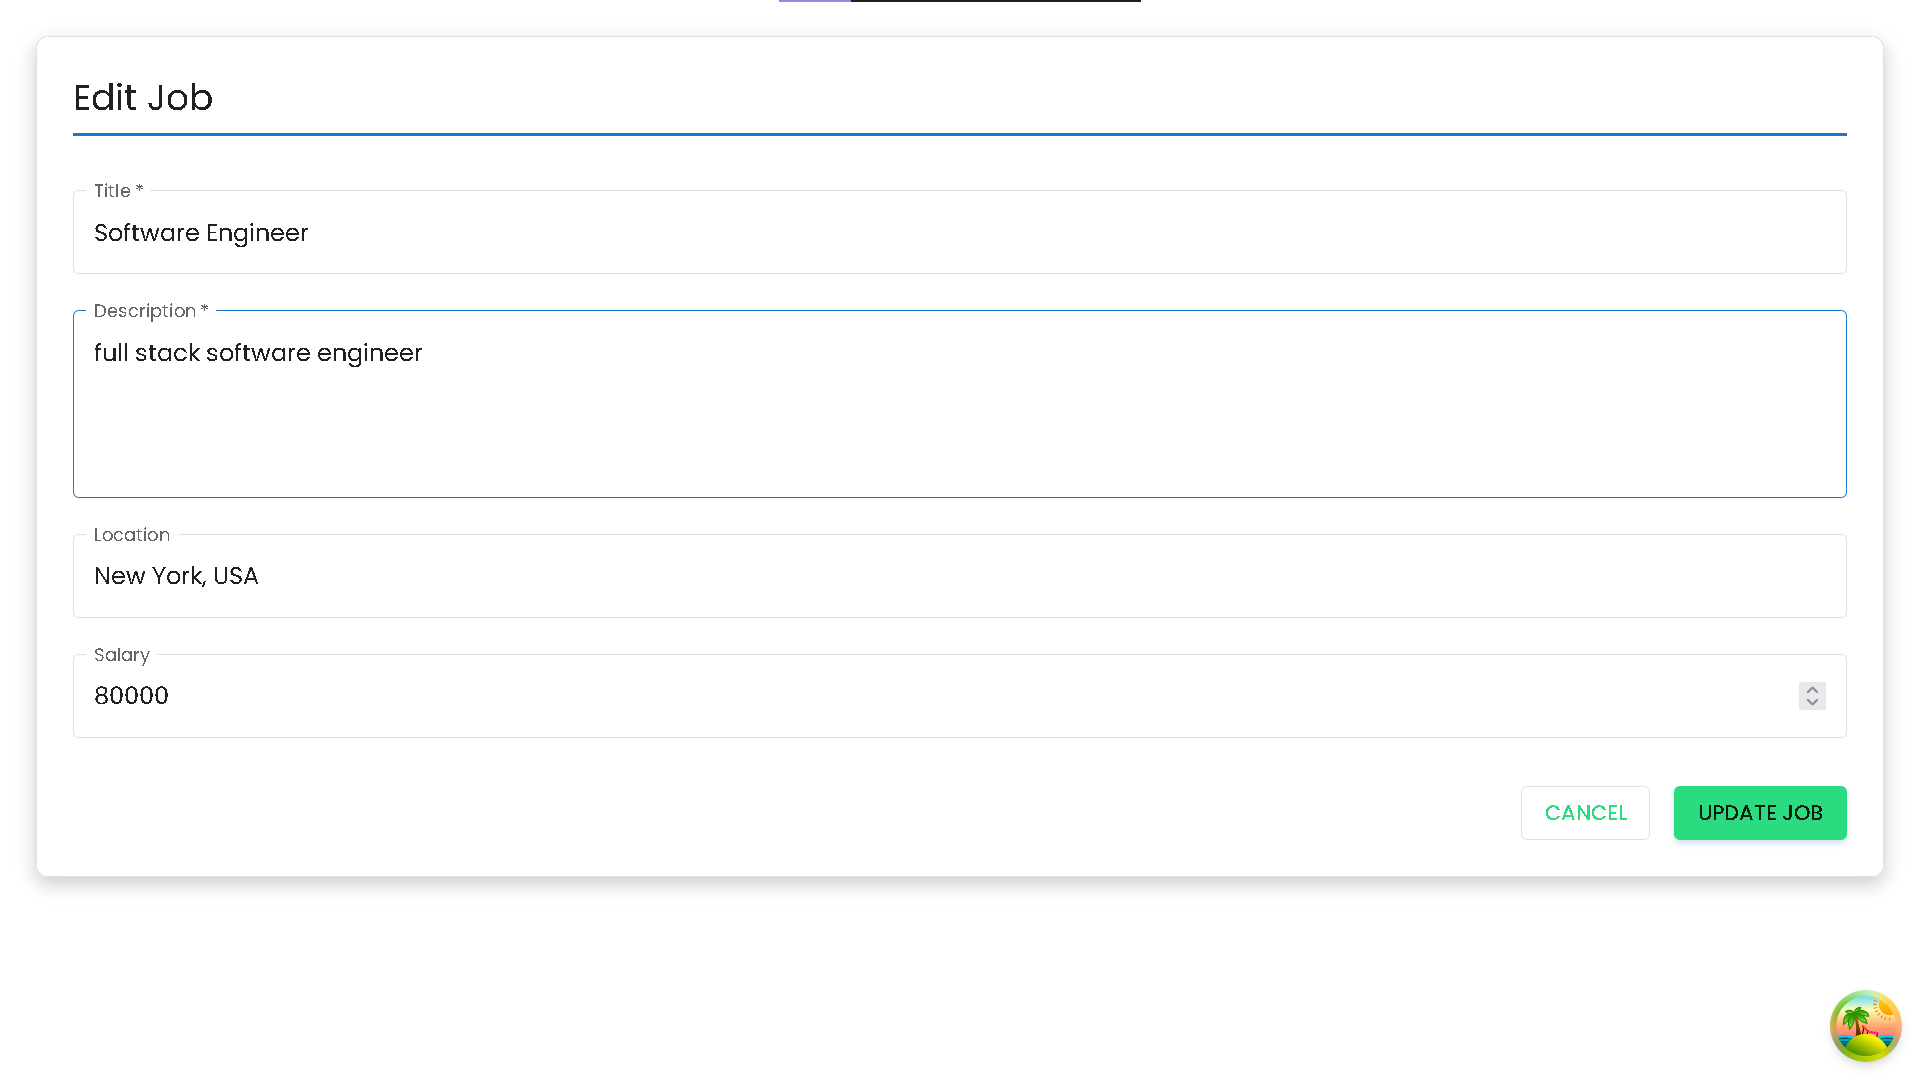 Edit Job
Title *
Software Engineer
Description *
full stack software engineer
Location
New York, USA
Salary
80000
CANCEL
UPDATE JOB